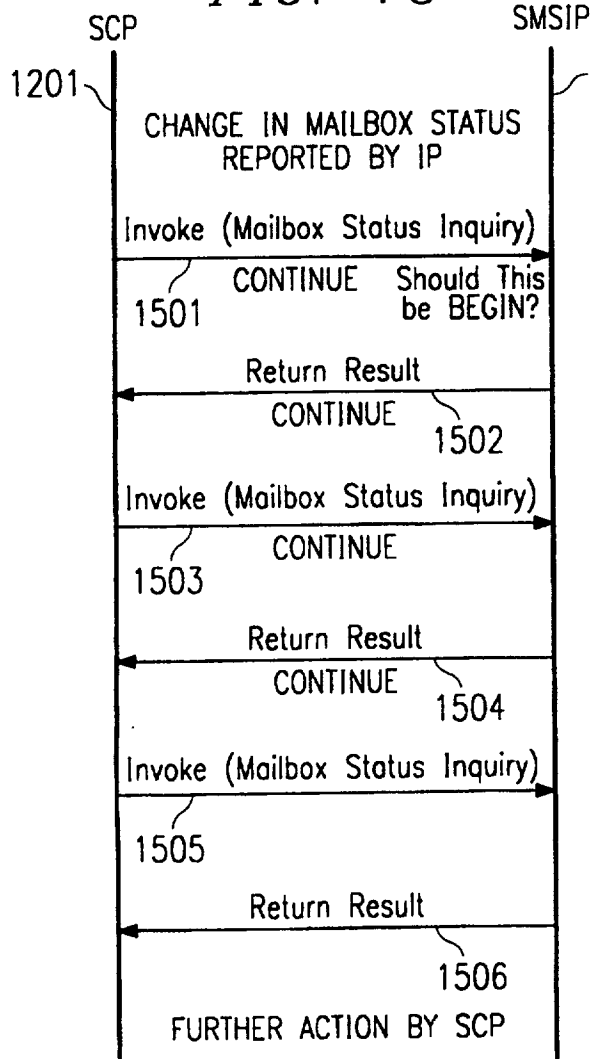 SCP
SMSIP
1201
CHANGE IN MAILBOX STATUS
REPORTED BY IP
Invoke (Mailbox Status Inquiry)
CONTINUE Should This
be BEGIN?
1501
Return Result
CONTINUE
1502
Invoke (Mailbox Status Inquiry)
CONTINUE
1503
Return Result
CONTINUE
1504
Invoke (Mailbox Status Inquiry)
1505
Return Result
1506
FURTHER ACTION BY SCP